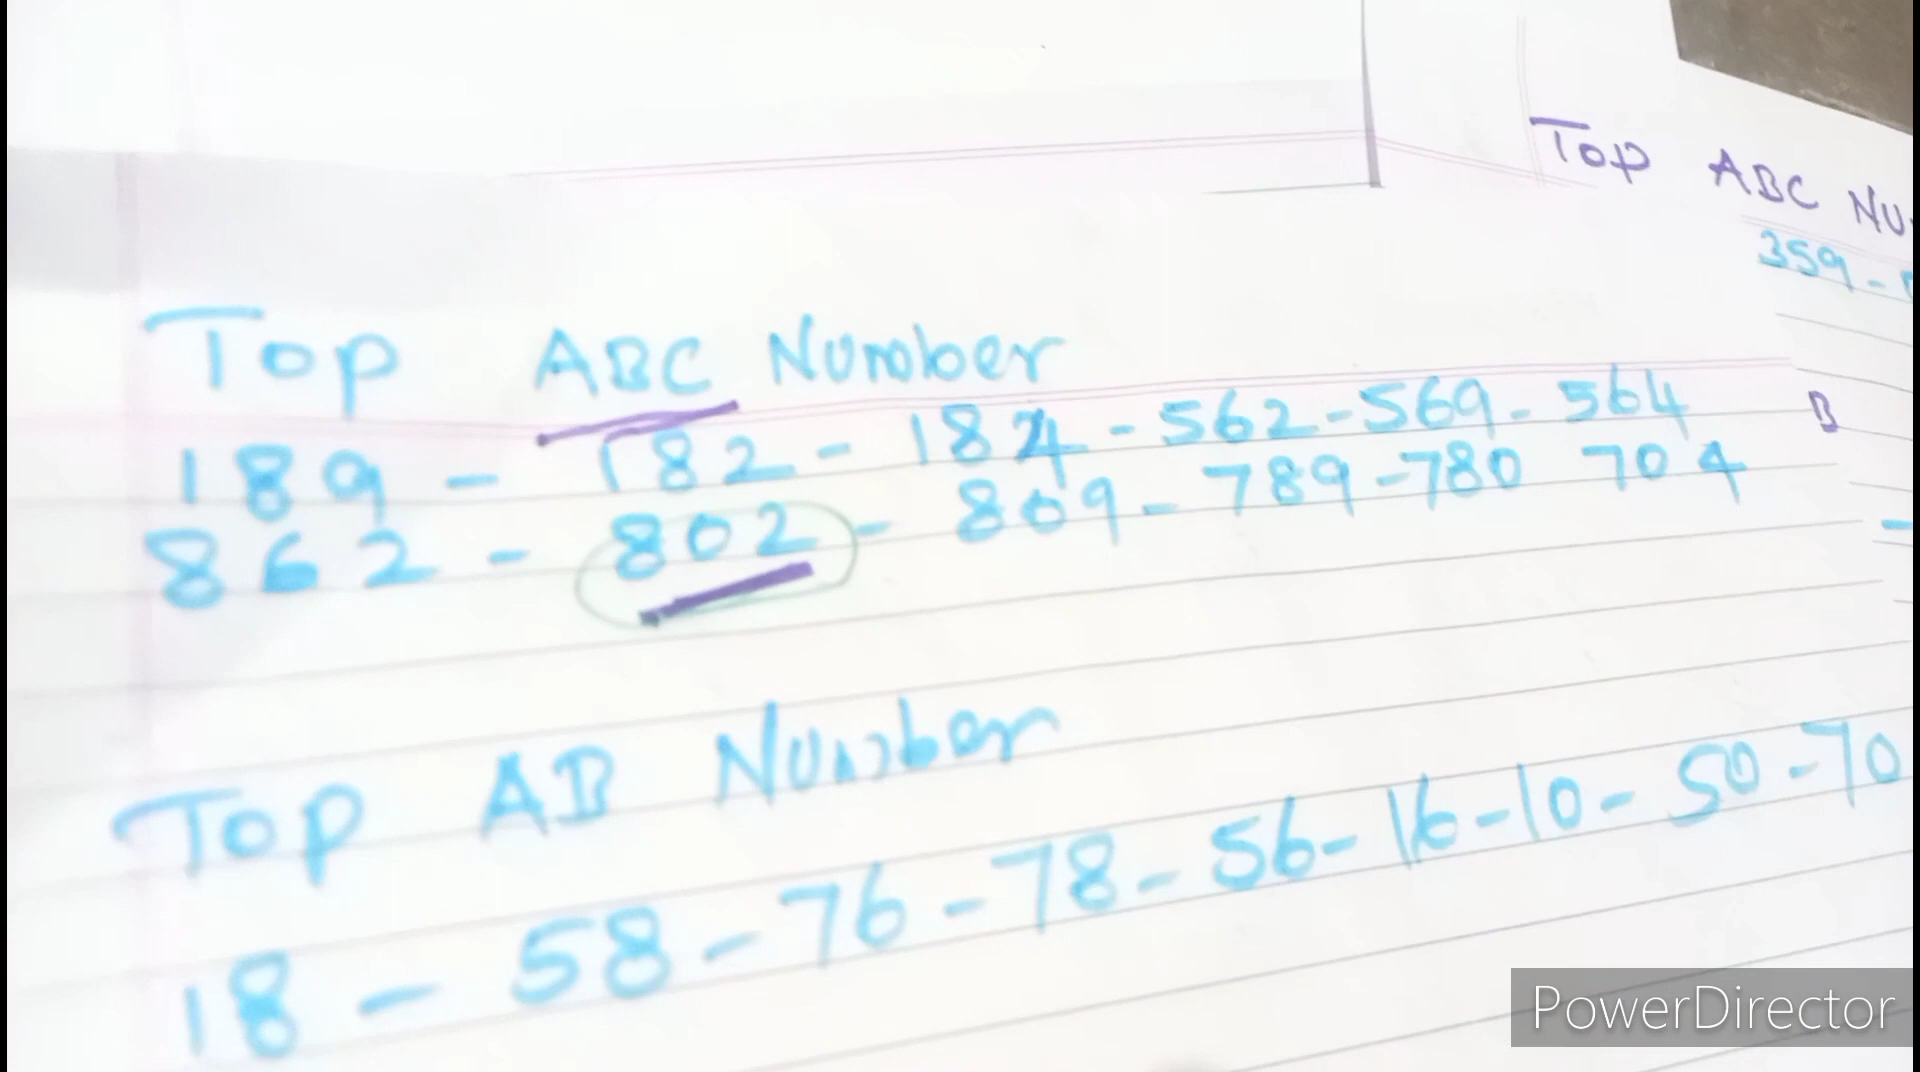 Top ABC Number
189 - 182 - 184 - 562 - 569 - 564
862 - 802 - 809 - 789 - 780 704
Top AB Number
18 - 58 - 76 - 78 - 56 - 16 - 10 - 50 - 70
Top ABC NU
359 -
B
PowerDirector